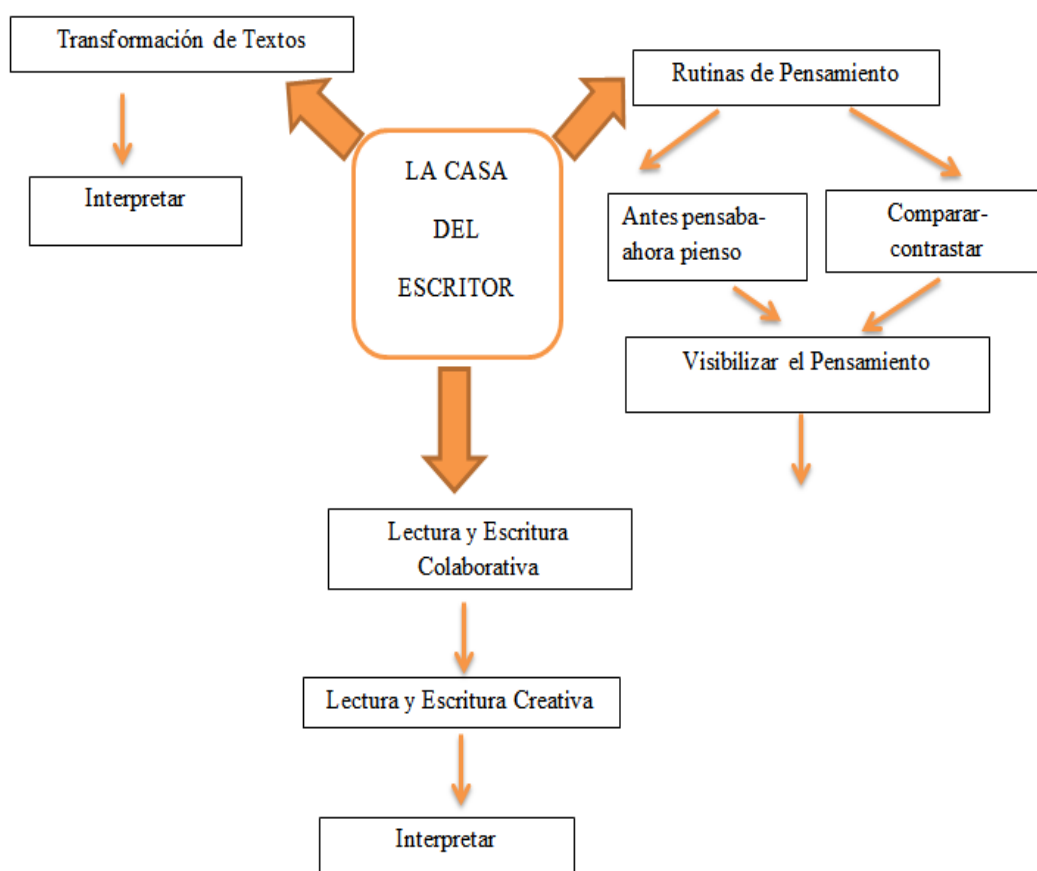 Transformación de Textos
Interpretar
LA CASA
DEL
ESCRITOR
Rutinas de Pensamiento
Antes pensaba-
ahora pienso
Comparar-
contrastar
Visibilizar el Pensamiento
Lectura y Escritura
Colaborativa
Lectura y Escritura Creativa
Interpretar